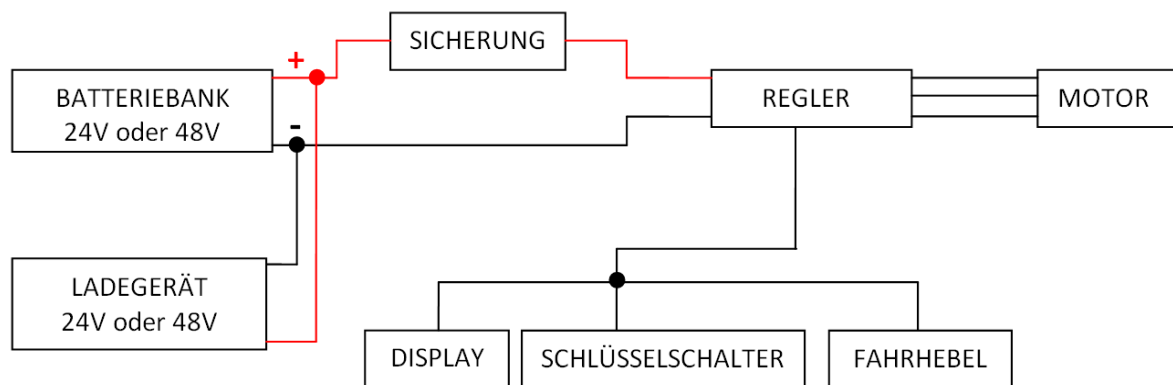 SICHERUNG
+
BATTERIEBANK
24V oder 48V
-
REGLER
MOTOR
LADEGERÄT
24V oder 48V
DISPLAY
SCHLÜSSELSCHALTER
FAHRHEBEL